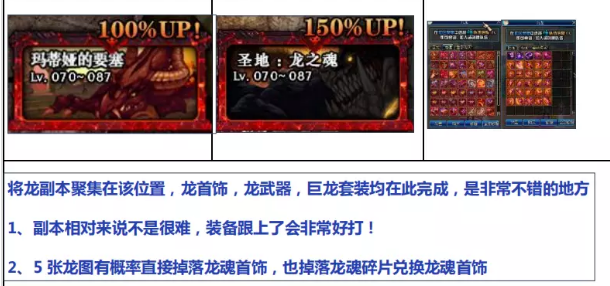 100%UP!
玛蒂娅的要塞
Lv. 070~087
150%UP!
圣地：龙之魂
Lv. 070~087
将龙副本聚集在该位置，龙首饰，龙武器，巨龙套装均在此完成，是非常不错的地方
1、副本相对来说不是很难，装备跟上了会非常好打！
2、5张龙图有概率直接掉落龙魂首饰，也掉落龙魂碎片兑换龙魂首饰